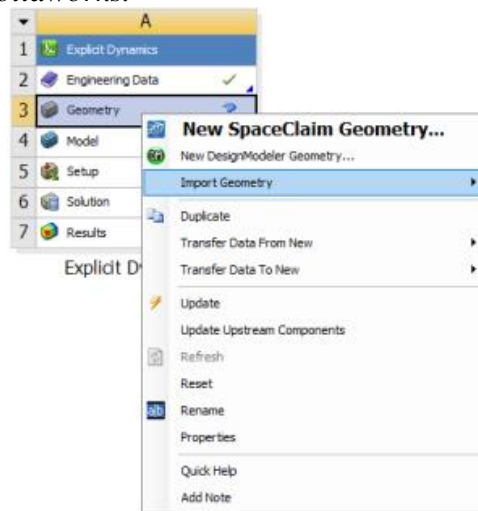 A
1 Explicit Dynamics
2 Engineering Data
3 Geometry
4 Model
5 Setup
6 Solution
7 Results
Explicit D
New SpaceClaim Geometry...
New DesignModeler Geometry...
Import Geometry
Duplicate
Transfer Data From New
Transfer Data To New
Update
Update Upstream Components
Refresh
Reset
Rename
Properties
Quick Help
Add Note